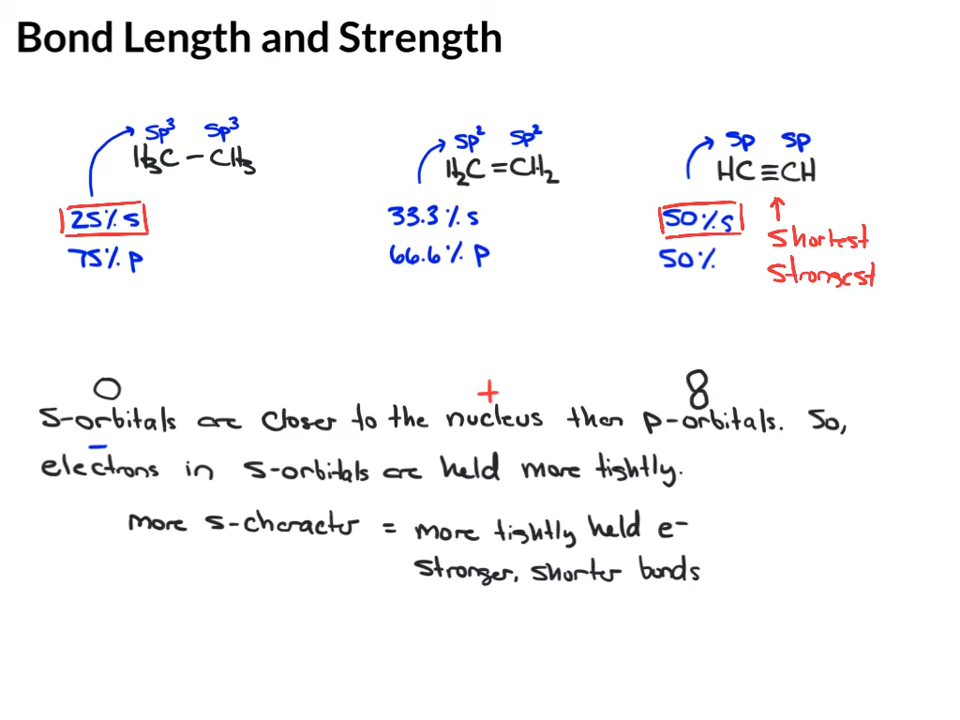 Bond Length and Strength
sp³ sp³
H₃C – CH₃
sp² sp²
H₂C = CH₂
sp sp
HC ≡ CH
25% s
75% p
33.3% s
66.6% p
50% s
50%
↑
shortest
strongest
+
s-orbitals are closer to the nucleus than p-orbitals. So,
–
electrons in s-orbitals are held more tightly.
more s-character = more tightly held e⁻
stronger, shorter bonds